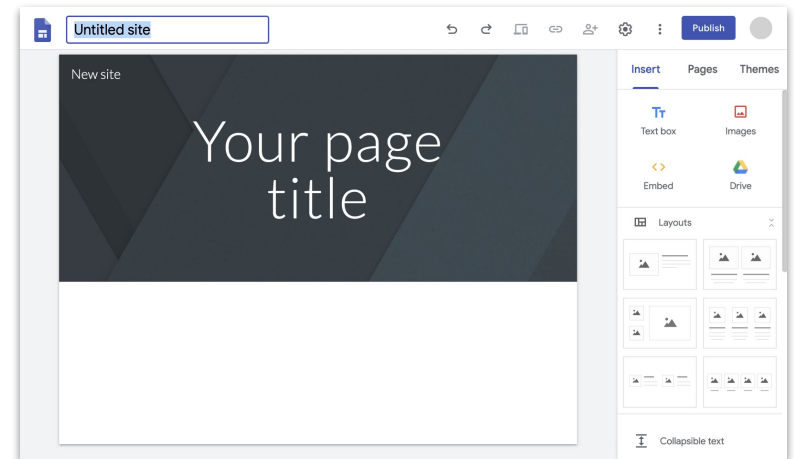 Untitled site
Publish
New site
Your page
title
Insert Pages Themes
Text box Images
Embed Drive
Layouts
Collapsible text